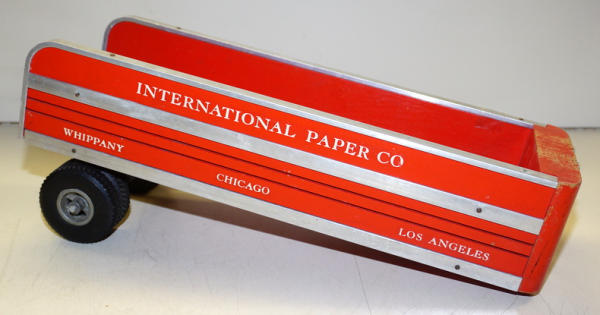 INTERNATIONAL PAPER CO
WHIPPANY
CHICAGO
LOS ANGELES